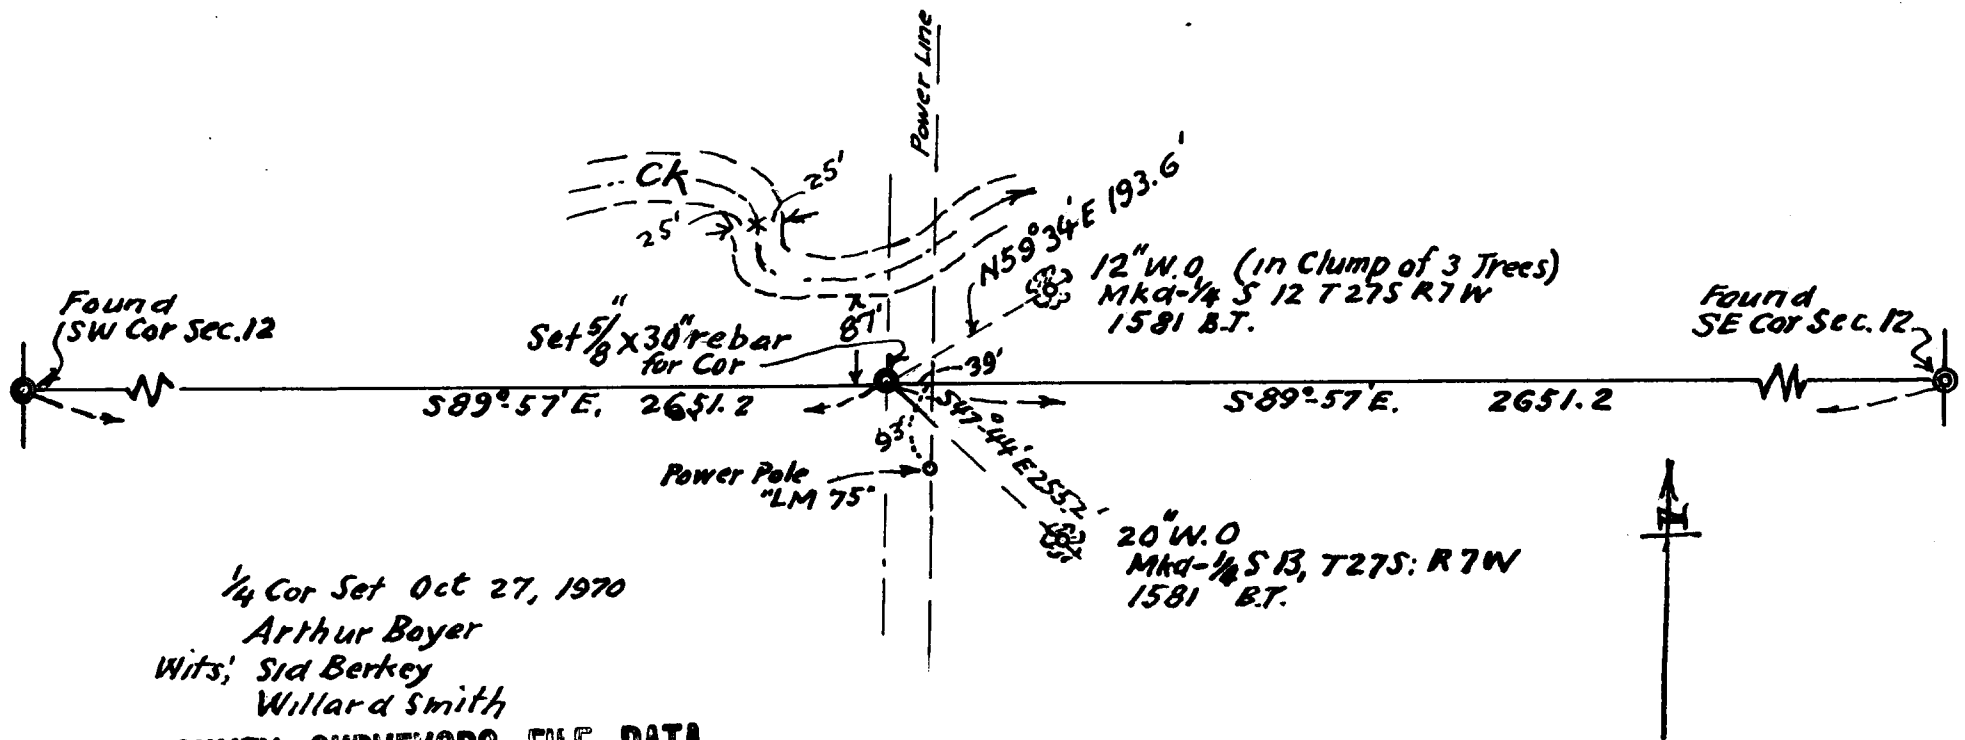 Power Line
Ck
25'
25'
N59°34'E 193.6'
12" W.O. (in Clump of 3 Trees)
Mkd-1/4 S 12 T27S R7W
1581 B.T.
Found
SW Cor Sec.12
Set 5/8" x 30" rebar
for Cor
87'
Found
SE Cor Sec. 12
39'
S89°-57'E. 2651.2
S89°-57'E. 2651.2
93'
S47°-44'E 255.2'
Power Pole
"LM 75"
20" W.O
Mkd-1/4 S 13, T27S: R7W
1581 B.T.
1/4 Cor Set Oct 27, 1970
Arthur Boyer
Wits; Sid Berkey
Willard Smith
SURVEYORS FILE DATA